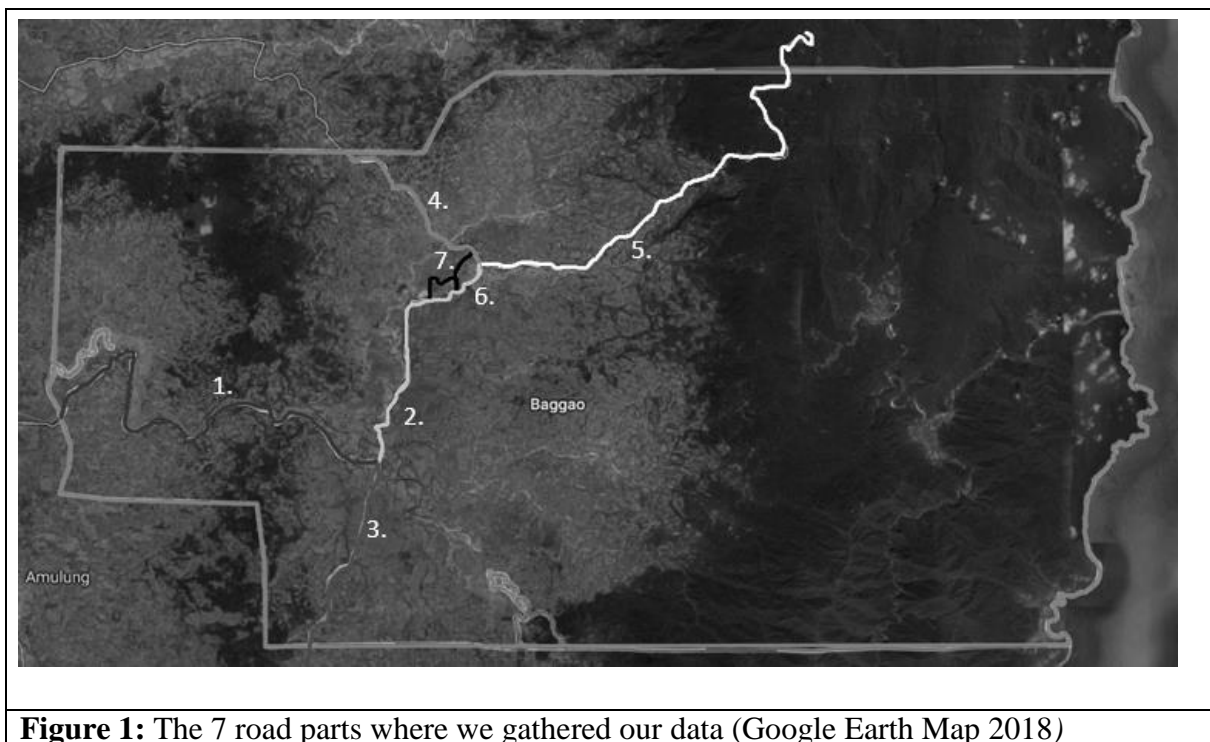 4.
7.
5.
6.
1.
Baggao
2.
3.
Amulung
Figure 1: The 7 road parts where we gathered our data (Google Earth Map 2018)